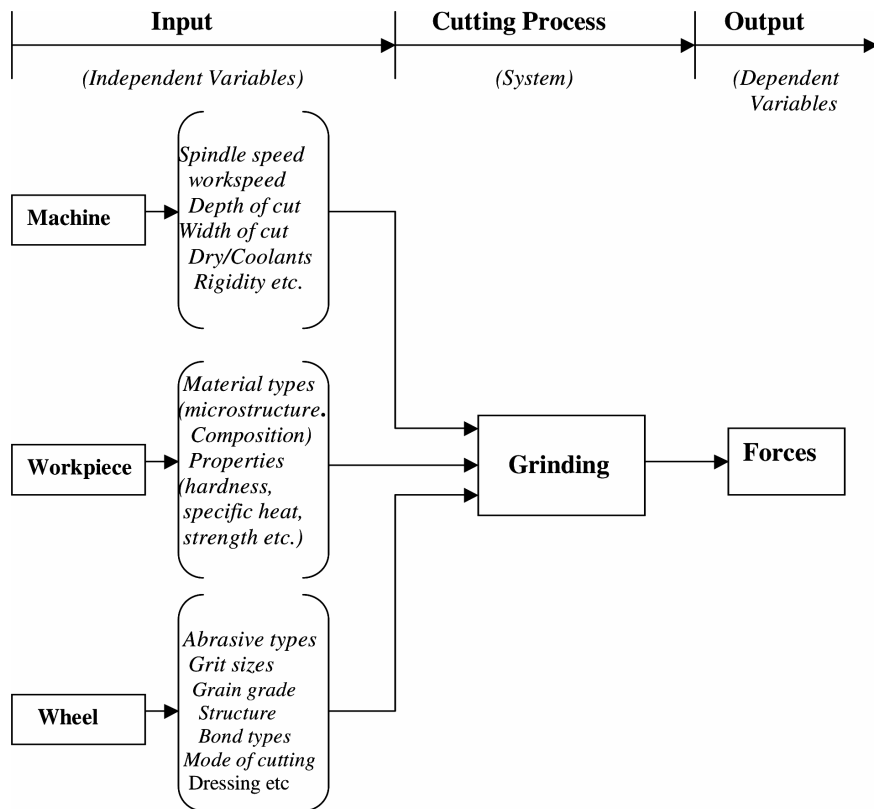 Input
Cutting Process
Output
(Independent Variables)
(System)
(Dependent
Variables
Machine
Spindle speed
workspeed
Depth of cut
Width of cut
Dry/Coolants
Rigidity etc.
Workpiece
Material types
(microstructure.
Composition)
Properties
(hardness,
specific heat,
strength etc.)
Wheel
Abrasive types
Grit sizes
Grain grade
Structure
Bond types
Mode of cutting
Dressing etc
Grinding
Forces